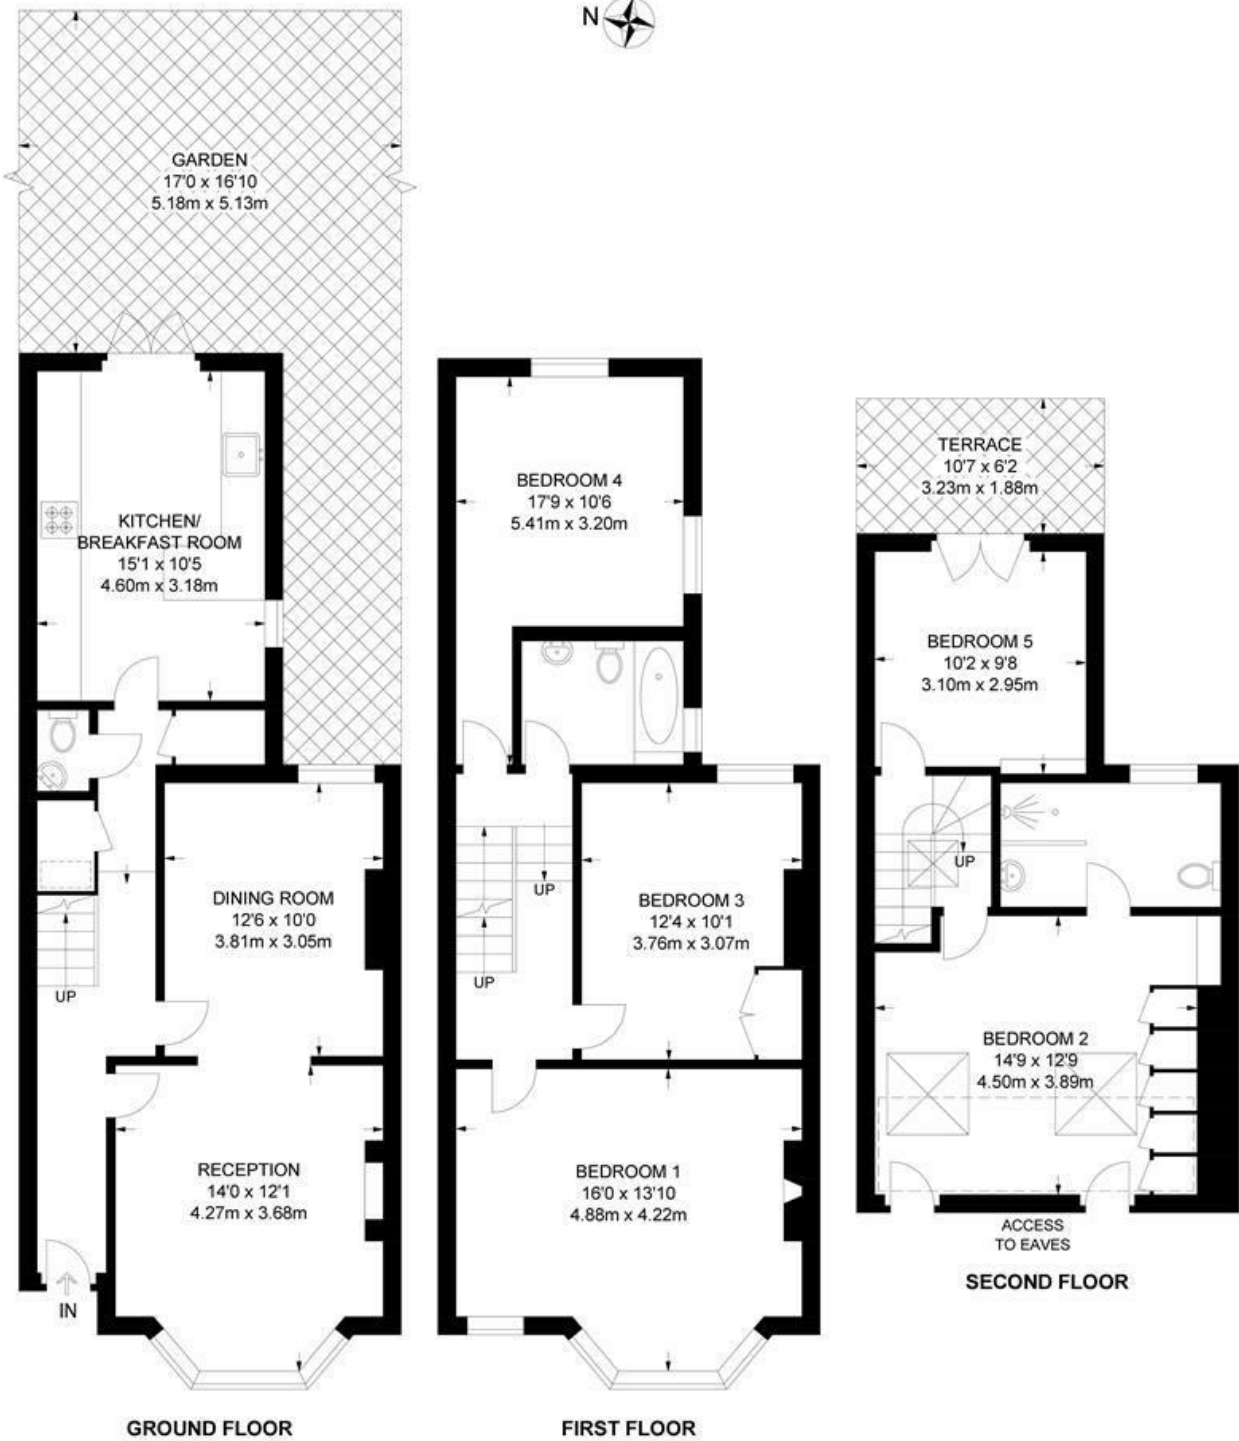 N
GARDEN
17'0 x 16'10
5.18m x 5.13m
KITCHEN/
BREAKFAST ROOM
15'1 x 10'5
4.60m x 3.18m
DINING ROOM
12'6 x 10'0
3.81m x 3.05m
UP
RECEPTION
14'0 x 12'1
4.27m x 3.68m
IN
GROUND FLOOR
BEDROOM 4
17'9 x 10'6
5.41m x 3.20m
UP
BEDROOM 3
12'4 x 10'1
3.76m x 3.07m
UP
BEDROOM 1
16'0 x 13'10
4.88m x 4.22m
FIRST FLOOR
TERRACE
10'7 x 6'2
3.23m x 1.88m
BEDROOM 5
10'2 x 9'8
3.10m x 2.95m
UP
BEDROOM 2
14'9 x 12'9
4.50m x 3.89m
ACCESS
TO EAVES
SECOND FLOOR